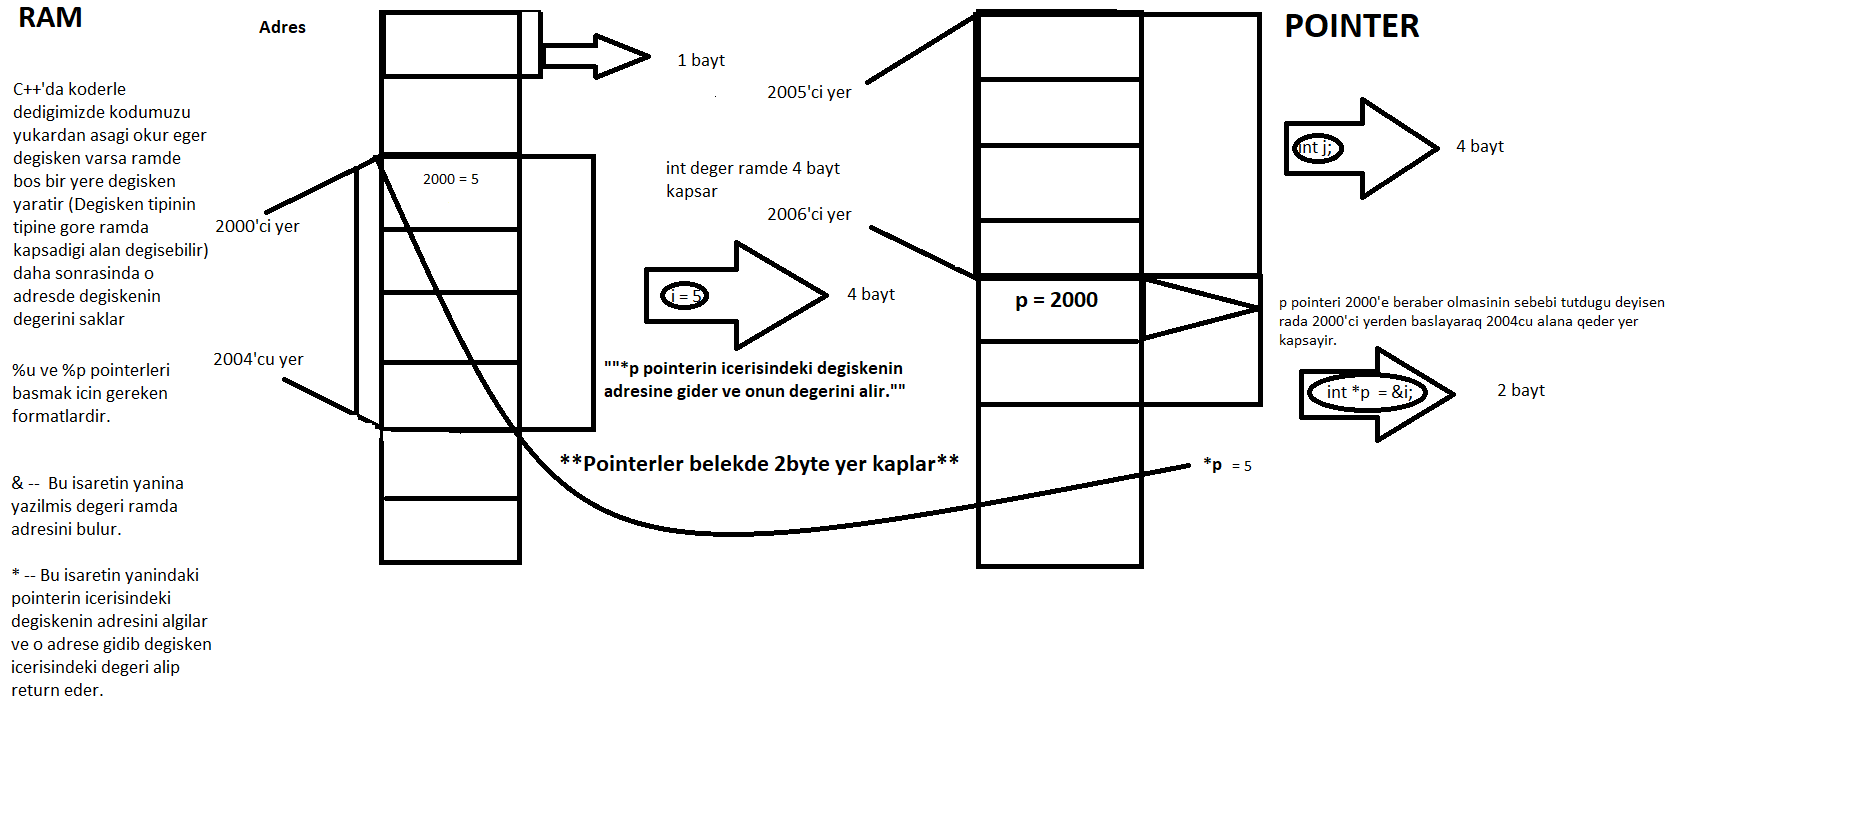 RAM
Adres
C++'da koderle
dedigimizde kodumuzu
yukardan asagi okur eger
degisken varsa ramde
bos bir yere degisken
yaratir (Degisken tipinin
tipine gore ramda
kapsadigi alan degisebilir)
daha sonrasinda o
adresde degiskenin
degerini saklar
%u ve %p pointerleri
basmak icin gereken
formatlardir.
& -- Bu isaretin yanina
yazilmis degeri ramda
adresini bulur.
* -- Bu isaretin yanindaki
pointerin icerisindeki
degiskenin adresini algilar
ve o adrese gidib degisken
icerisindeki degeri alip
return eder.
2000'ci yer
2004'cu yer
2000 = 5
1 bayt
int deger ramde 4 bayt
kapsar
i = 5
4 bayt
""*p pointerin icerisindeki degiskenin
adresine gider ve onun degerini alir.""
**Pointerler belekde 2byte yer kaplar**
2005'ci yer
2006'ci yer
p = 2000
*p = 5
POINTER
int j;
4 bayt
p pointeri 2000'e beraber olmasinin sebebi tutdugu deyisen
rada 2000'ci yerden baslayaraq 2004cu alana qeder yer
kapsayir.
int *p = &i;
2 bayt